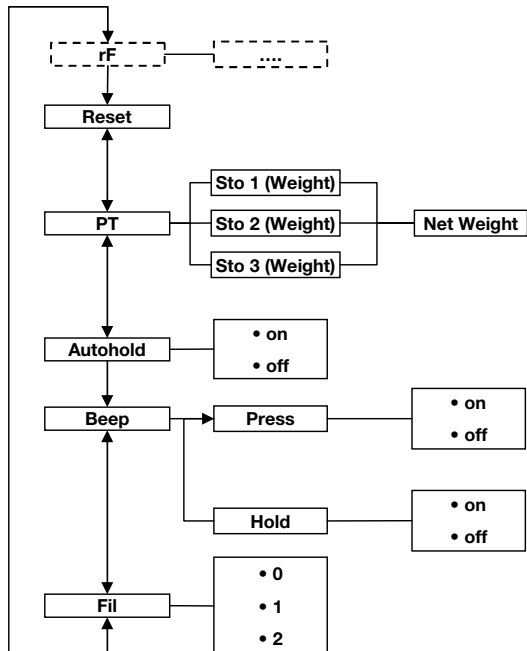 rF
....
Reset
Sto 1 (Weight)
PT
Sto 2 (Weight)
Net Weight
Sto 3 (Weight)
Autohold
• on
• off
Beep
Press
• on
• off
Hold
• on
• off
Fil
• 0
• 1
• 2